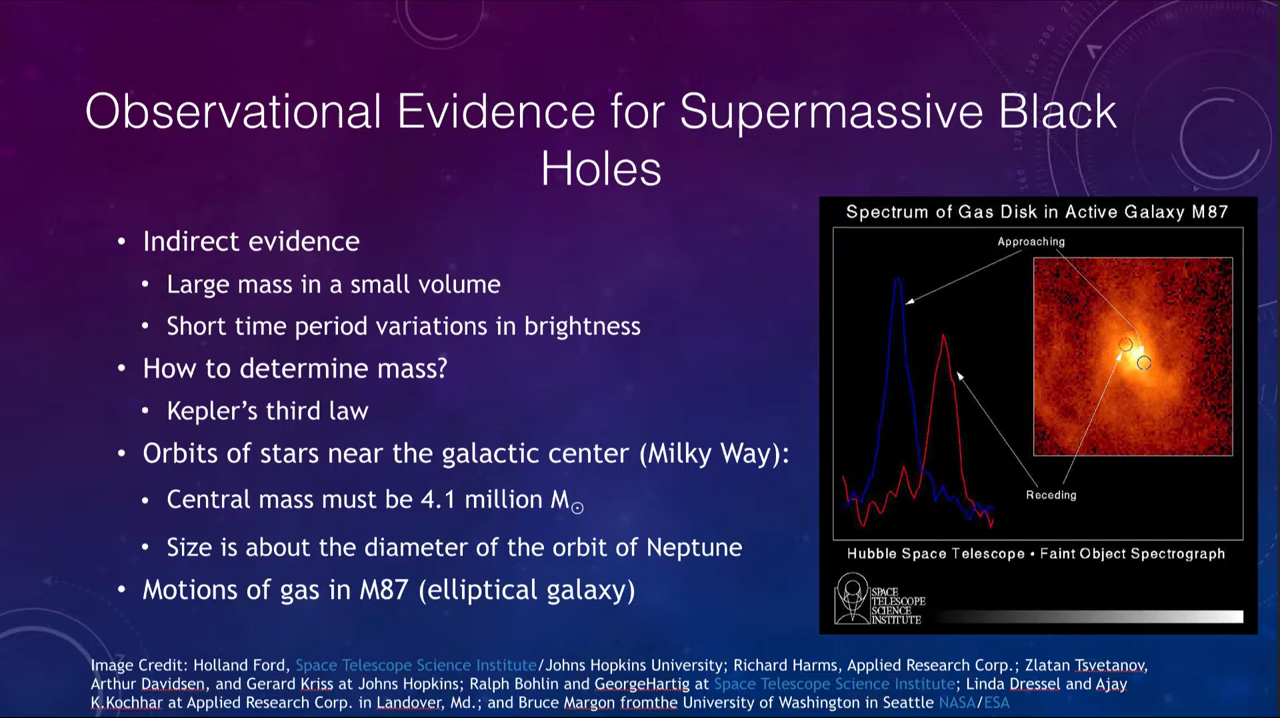 Observational Evidence for Supermassive Black
Holes
• Indirect evidence
• Large mass in a small volume
• Short time period variations in brightness
• How to determine mass?
• Kepler’s third law
• Orbits of stars near the galactic center (Milky Way):
• Central mass must be 4.1 million M☉
• Size is about the diameter of the orbit of Neptune
• Motions of gas in M87 (elliptical galaxy)
Spectrum of Gas Disk in Active Galaxy M87
Approaching
Receding
Hubble Space Telescope • Faint Object Spectrograph
SPACE
TELESCOPE
SCIENCE
INSTITUTE
Image Credit: Holland Ford, Space Telescope Science Institute/Johns Hopkins University; Richard Harms, Applied Research Corp.; Zlatan Tsvetanov,
Arthur Davidsen, and Gerard Kriss at Johns Hopkins; Ralph Bohlin and GeorgeHartig at Space Telescope Science Institute; Linda Dressel and Ajay
K.Kochhar at Applied Research Corp. in Landover, Md.; and Bruce Margon fromthe University of Washington in Seattle NASA/ESA